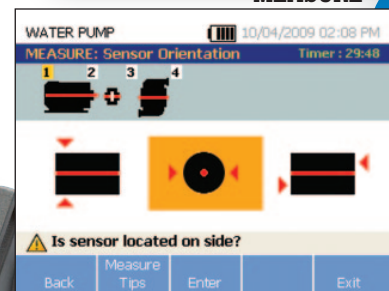 WATER PUMP 10/04/2009 02:08 PM
MEASURE: Sensor Orientation Timer : 29:48
1 2 3 4
Is sensor located on side?
Back Measure Tips Enter Exit